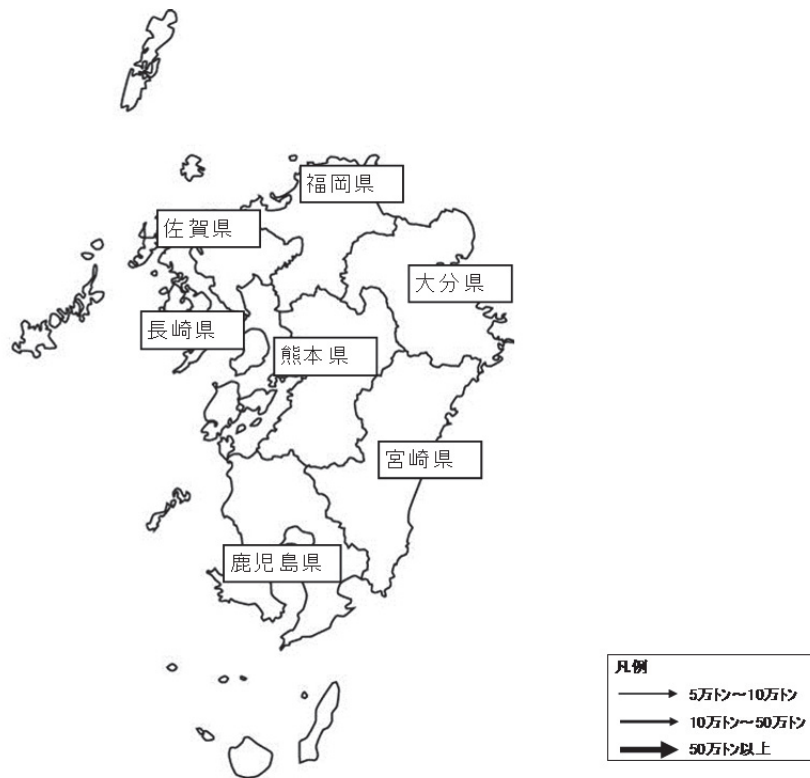 福岡県
佐賀県
大分県
長崎県
熊本県
宮崎県
鹿児島県
凡例
5万トン～10万トン
10万トン～50万トン
50万トン以上